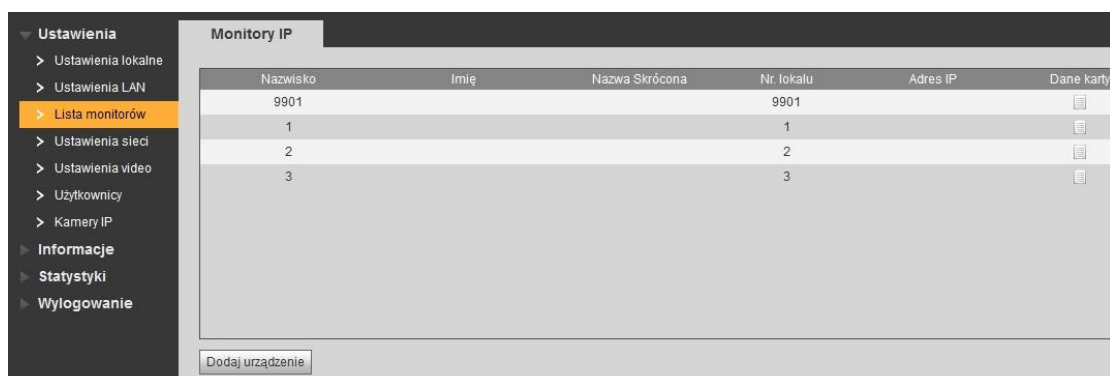 Ustawienia
Ustawienia lokalne
Ustawienia LAN
Lista monitorów
Ustawienia sieci
Ustawienia video
Użytkownicy
Kamery IP
Informacje
Statystyki
Wylogowanie
Monitory IP
Nazwisko Imię Nazwa Skrócona Nr. lokalu Adres IP Dane karty
9901 9901
1 1
2 2
3 3
Dodaj urządzenie